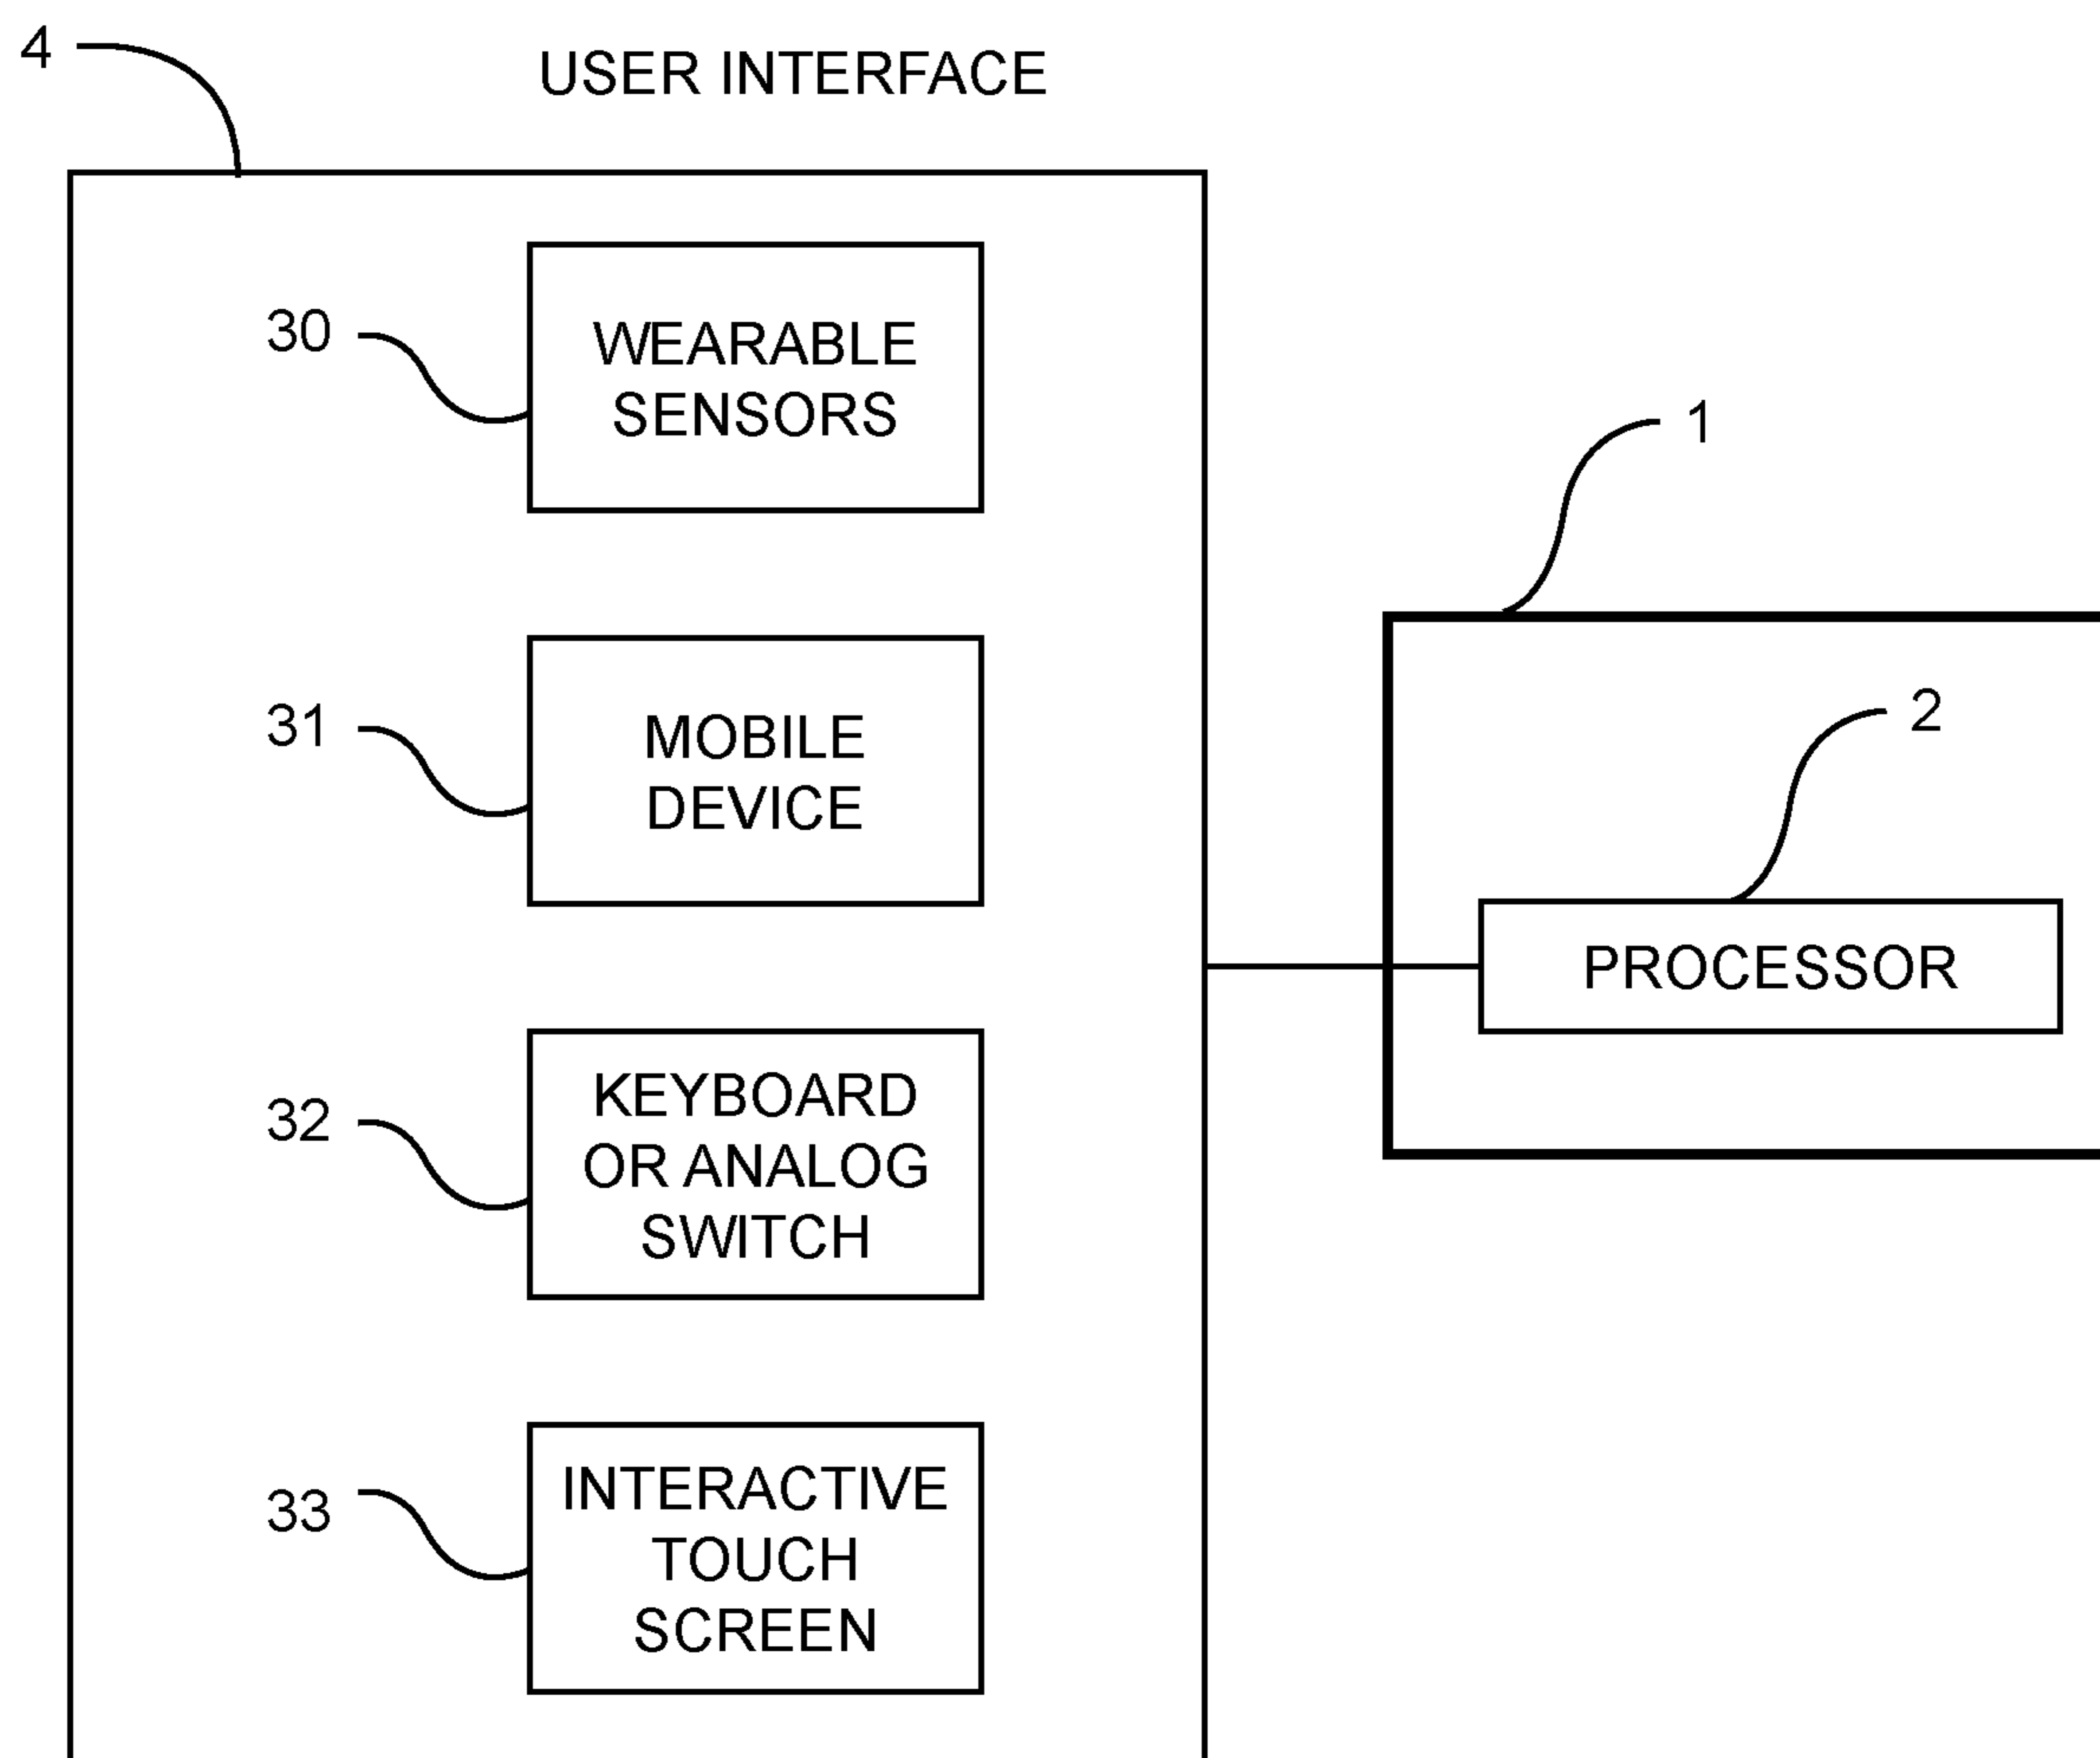 4
USER INTERFACE
30
WEARABLE
SENSORS
1
31
MOBILE
DEVICE
2
PROCESSOR
32
KEYBOARD
OR ANALOG
SWITCH
33
INTERACTIVE
TOUCH
SCREEN